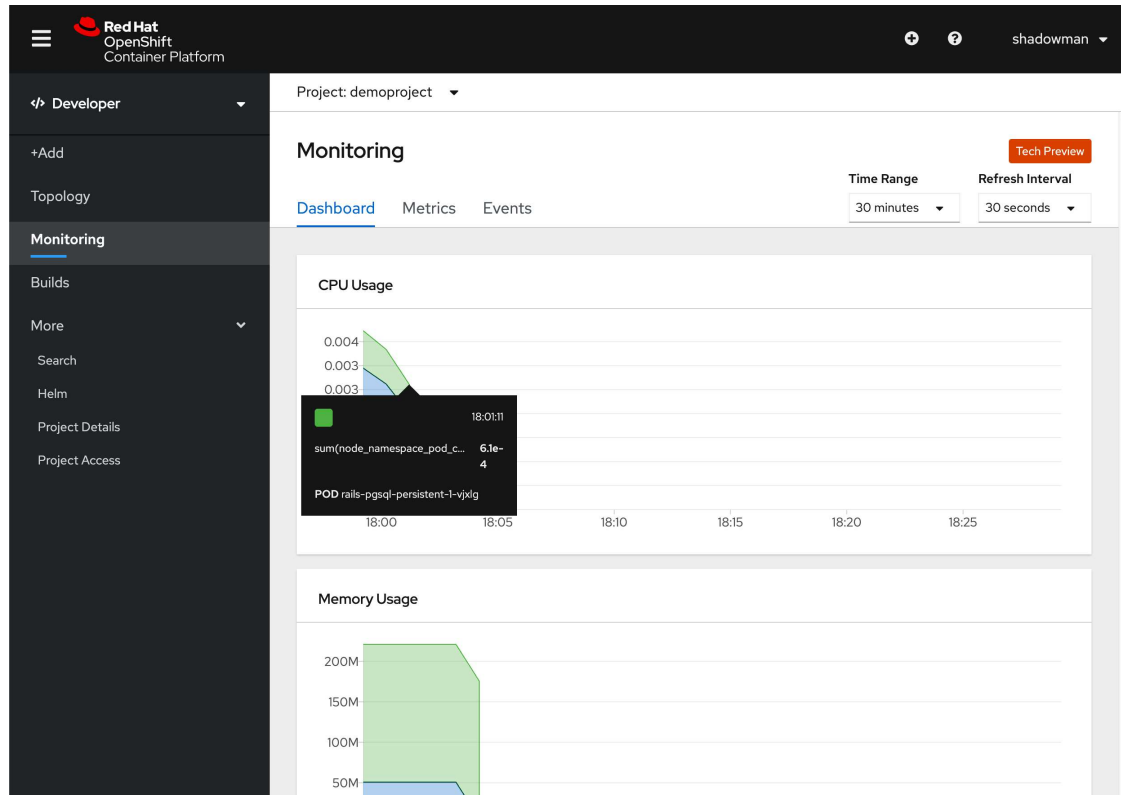 Red Hat
OpenShift
Container Platform
shadowman
Developer
+Add
Topology
Monitoring
Builds
More
Search
Helm
Project Details
Project Access
Project: demoproject
Monitoring
Tech Preview
Time Range
Refresh Interval
Dashboard Metrics Events
30 minutes
30 seconds
CPU Usage
0.004
0.003
0.003
18:01:11
sum(node_namespace_pod_c... 6.1e-
4
POD rails-pgsql-persistent-1-vjxlg
18:00 18:05 18:10 18:15 18:20 18:25
Memory Usage
200M
150M
100M
50M